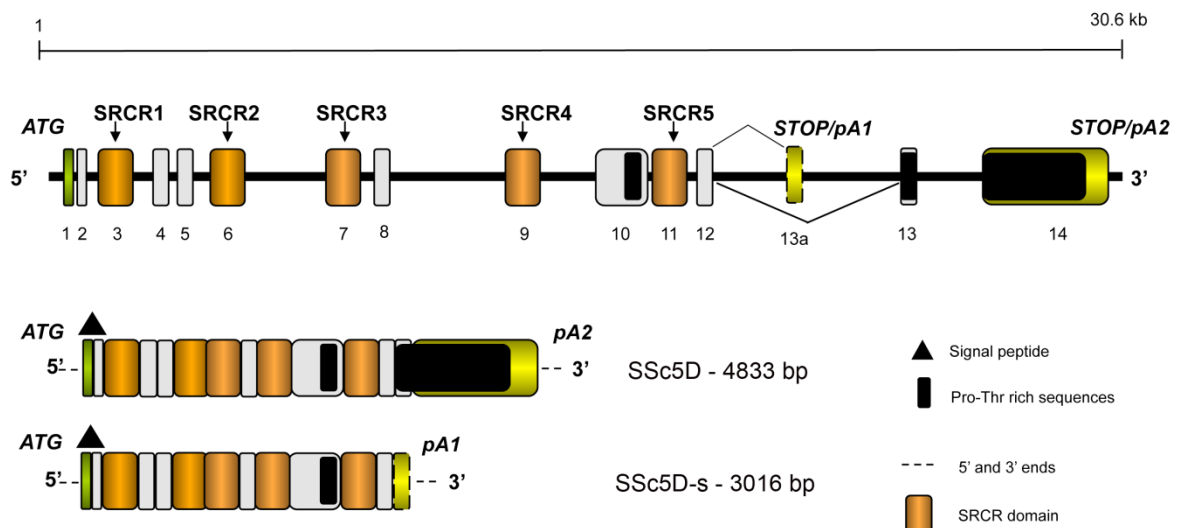 1 30.6 kb
SRCR1 SRCR2 SRCR3 SRCR4 SRCR5
ATG STOP/pA1 STOP/pA2
5’ 3’
1 2 3 4 5 6 7 8 9 10 11 12 13a 13 14
ATG pA2
5’ 3’ SSc5D - 4833 bp
Signal peptide
Pro-Thr rich sequences
ATG pA1
5’ 3’ SSc5D-s - 3016 bp
5’ and 3’ ends
SRCR domain